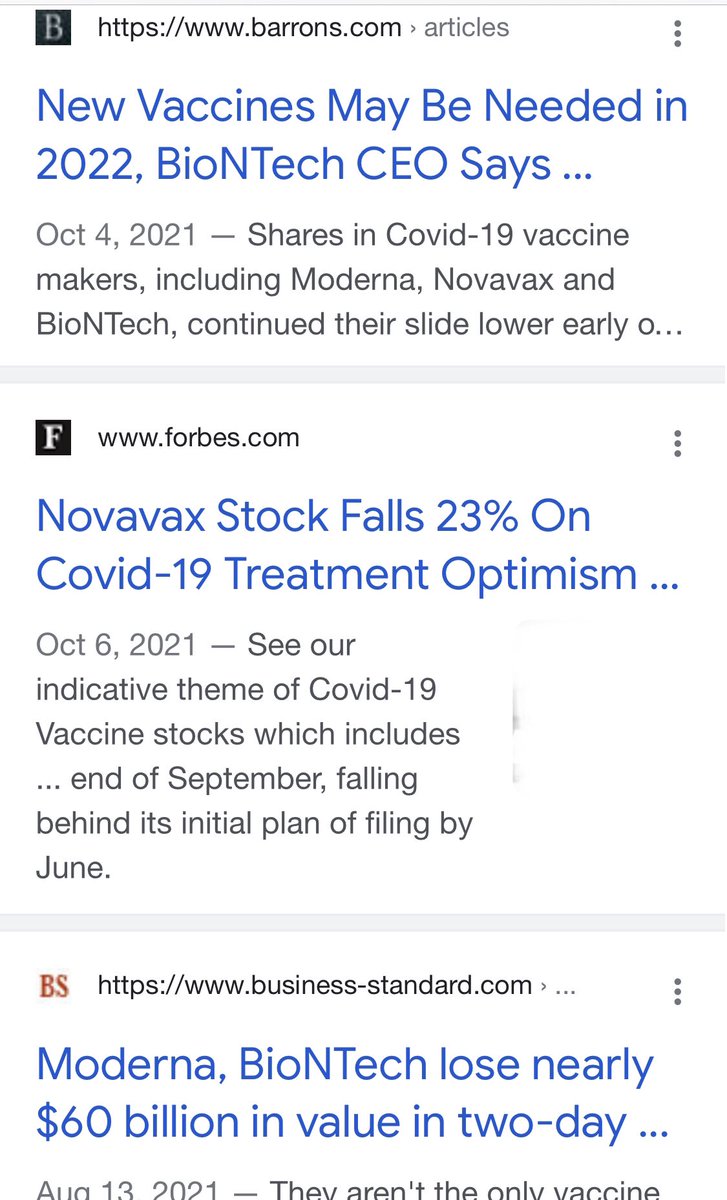 B https://www.barrons.com › articles
New Vaccines May Be Needed in
2022, BioNTech CEO Says ...
Oct 4, 2021 — Shares in Covid-19 vaccine
makers, including Moderna, Novavax and
BioNTech, continued their slide lower early o...
F www.forbes.com
Novavax Stock Falls 23% On
Covid-19 Treatment Optimism ...
Oct 6, 2021 — See our
indicative theme of Covid-19
Vaccine stocks which includes
... end of September, falling
behind its initial plan of filing by
June.
BS https://www.business-standard.com › ...
Moderna, BioNTech lose nearly
$60 billion in value in two-day ...
Aug 13, 2021 — They aren't the only vaccine